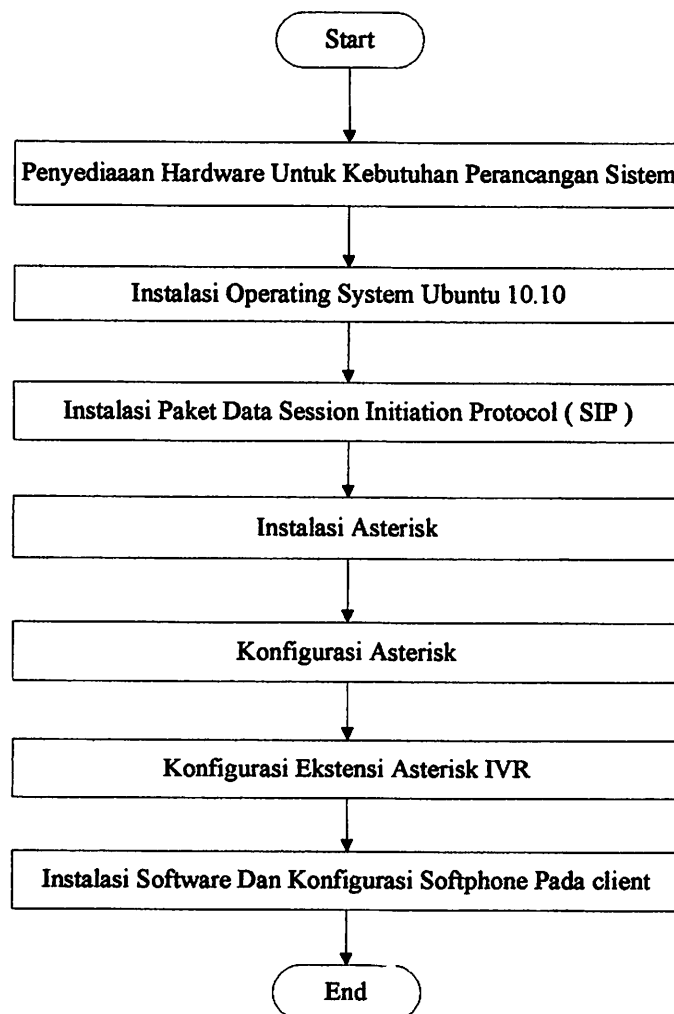 Start
Penyediaaan Hardware Untuk Kebutuhan Perancangan Sistem
Instalasi Operating System Ubuntu 10.10
Instalasi Paket Data Session Initiation Protocol ( SIP )
Instalasi Asterisk
Konfigurasi Asterisk
Konfigurasi Ekstensi Asterisk IVR
Instalasi Software Dan Konfigurasi Softphone Pada client
End